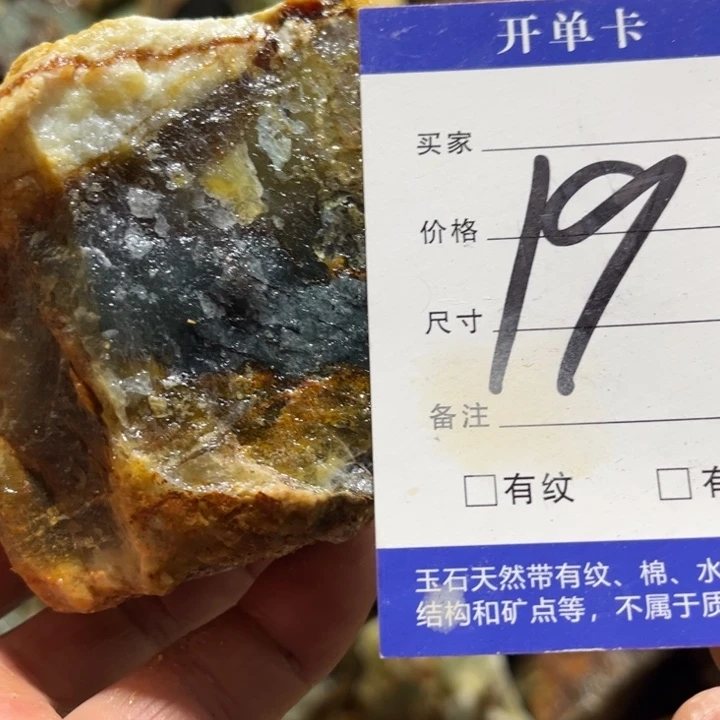 开单卡
买家
价格
19
尺寸
备注
□有纹 □有
玉石天然带有纹、棉、水
结构和矿点等，不属于质